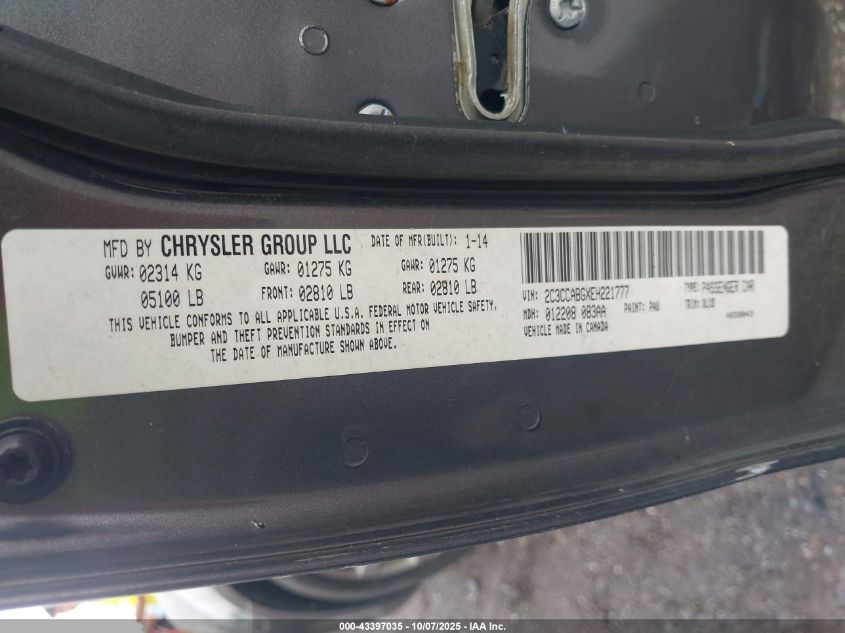 MFD BY CHRYSLER GROUP LLC DATE OF MFR(BUILT): 1-14
GVWR: 02314 KG GAWR: 01275 KG GAWR: 01275 KG
05100 LB FRONT: 02810 LB REAR: 02810 LB
THIS VEHICLE CONFORMS TO ALL APPLICABLE U.S.A. FEDERAL MOTOR VEHICLE SAFETY,
BUMPER AND THEFT PREVENTION STANDARDS IN EFFECT ON
THE DATE OF MANUFACTURE SHOWN ABOVE.
VIN: 2C3CCABGXEH221777 TYPE: PASSENGER CAR
MDH: 012208 083AA PAINT: PAU TRIM:
VEHICLE MADE IN CANADA
000-43397035 - 10/07/2025 - IAA Inc.